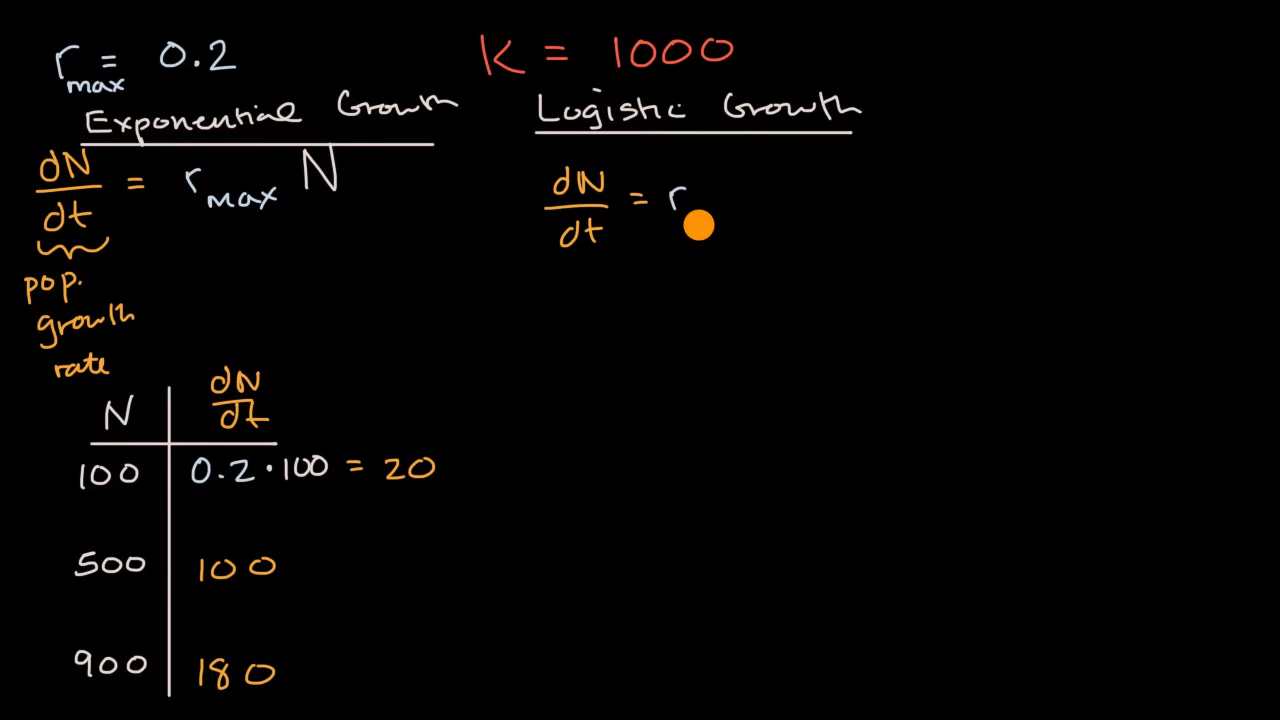 r_max = 0.2
K = 1000
Exponential Growth
Logistic Growth
dN/dt = r_max N
dN/dt = r
pop.
growth
rate
N | dN/dt
100 | 0.2 · 100 = 20
500 | 100
900 | 180